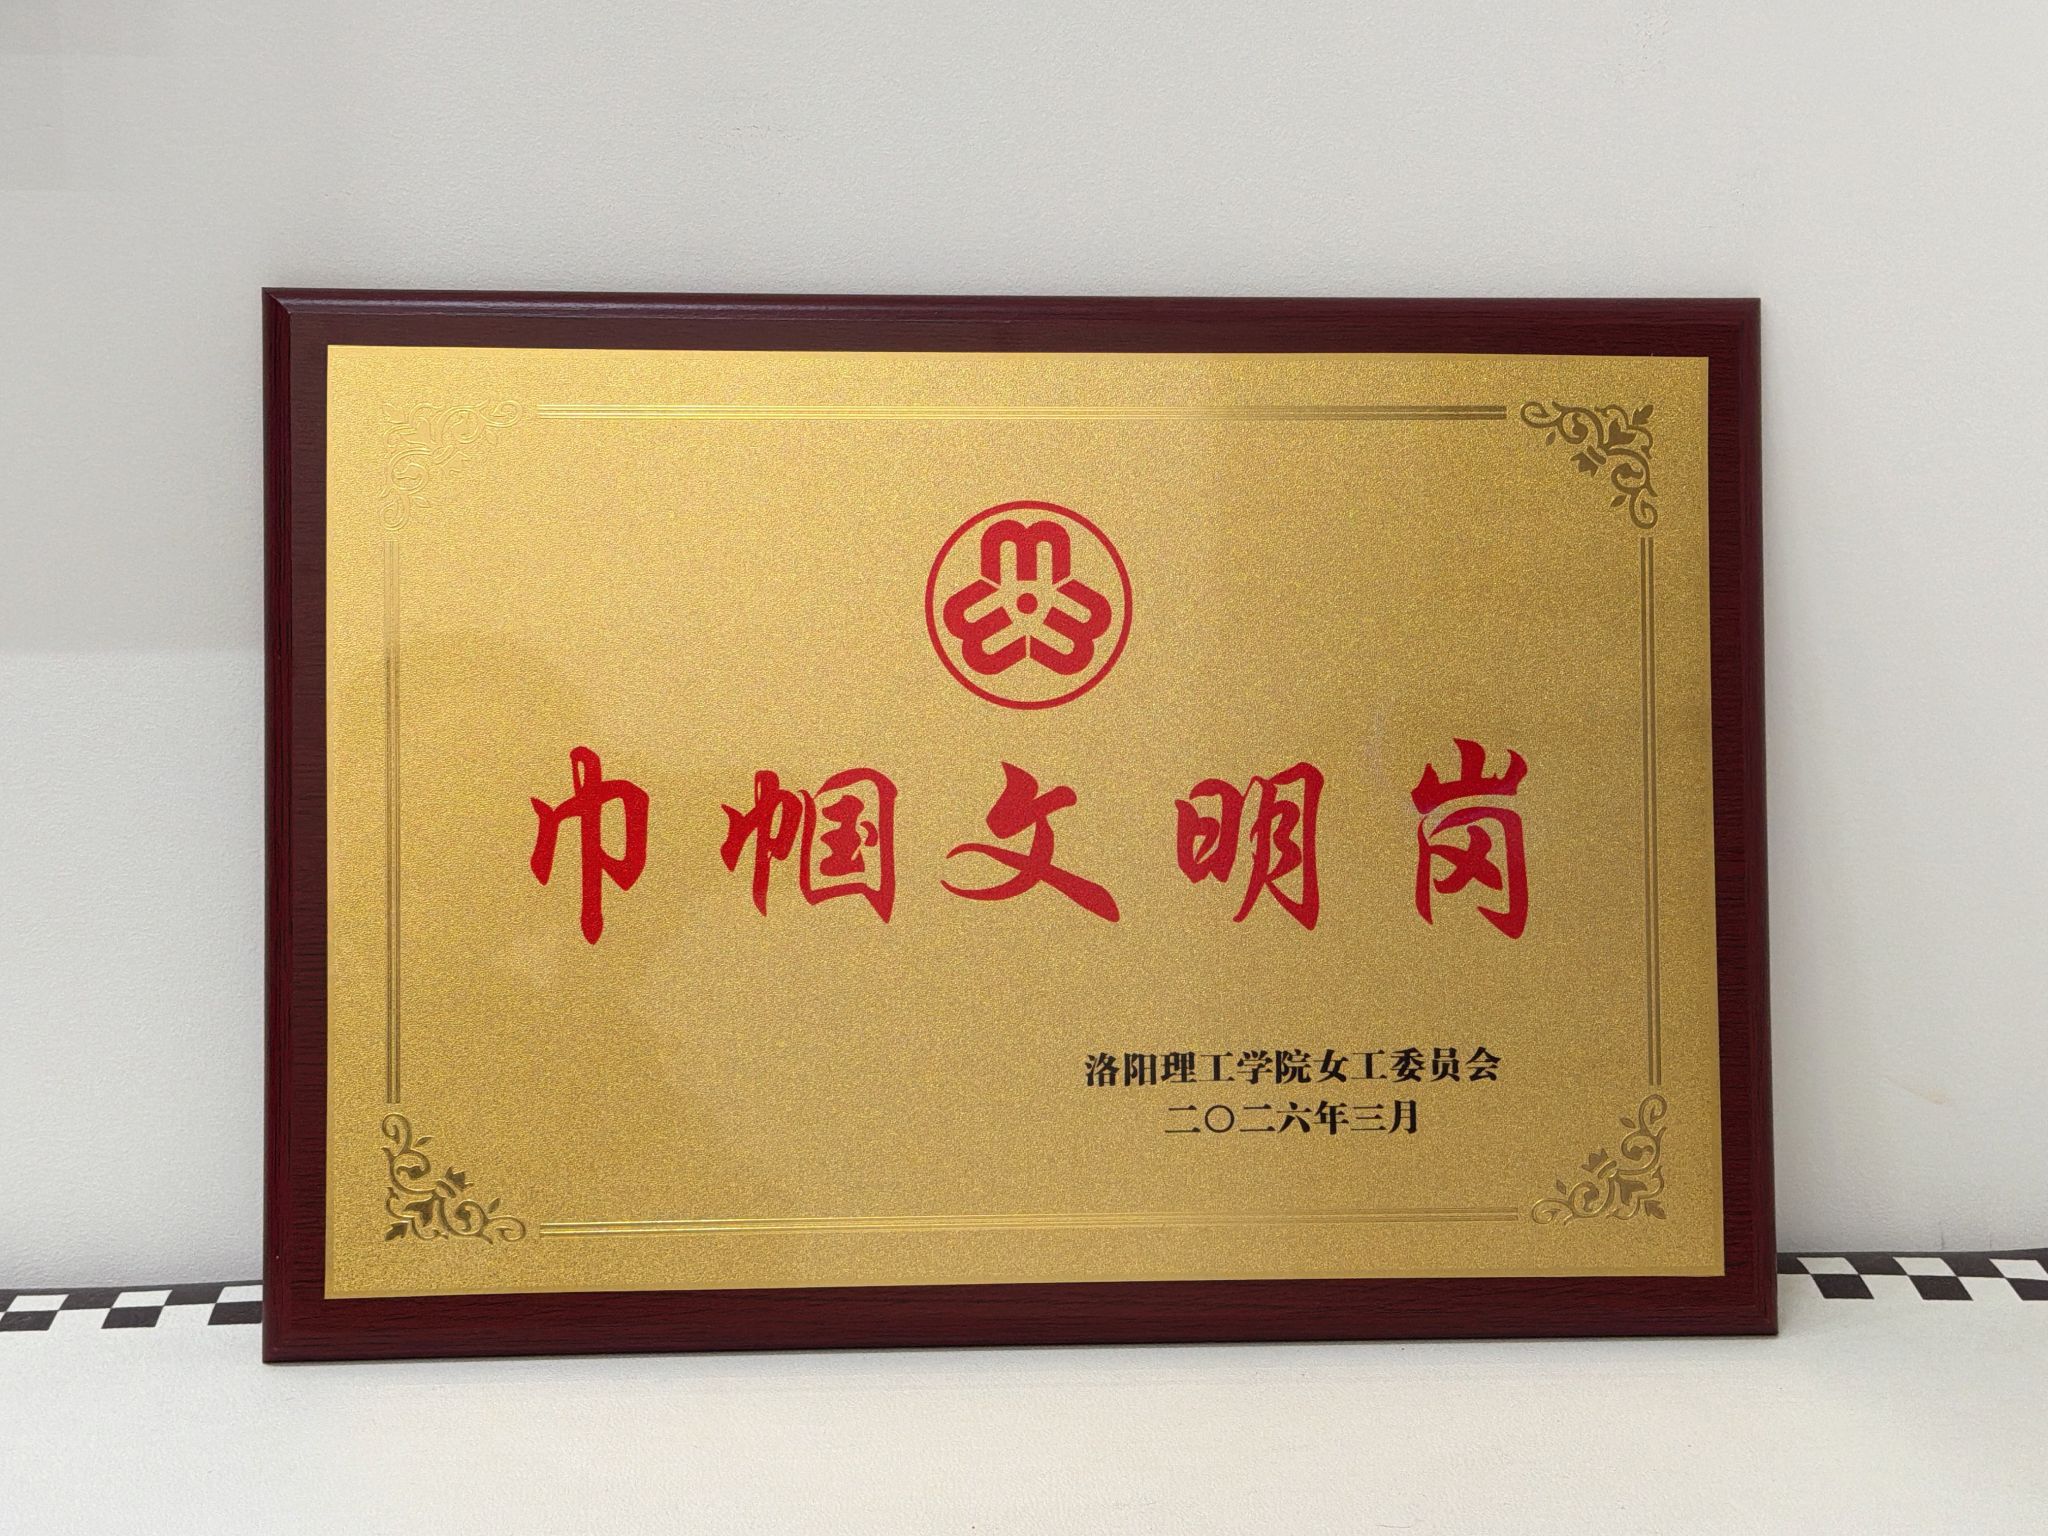 巾帼文明岗
洛阳理工学院女工委员会
二〇二六年三月